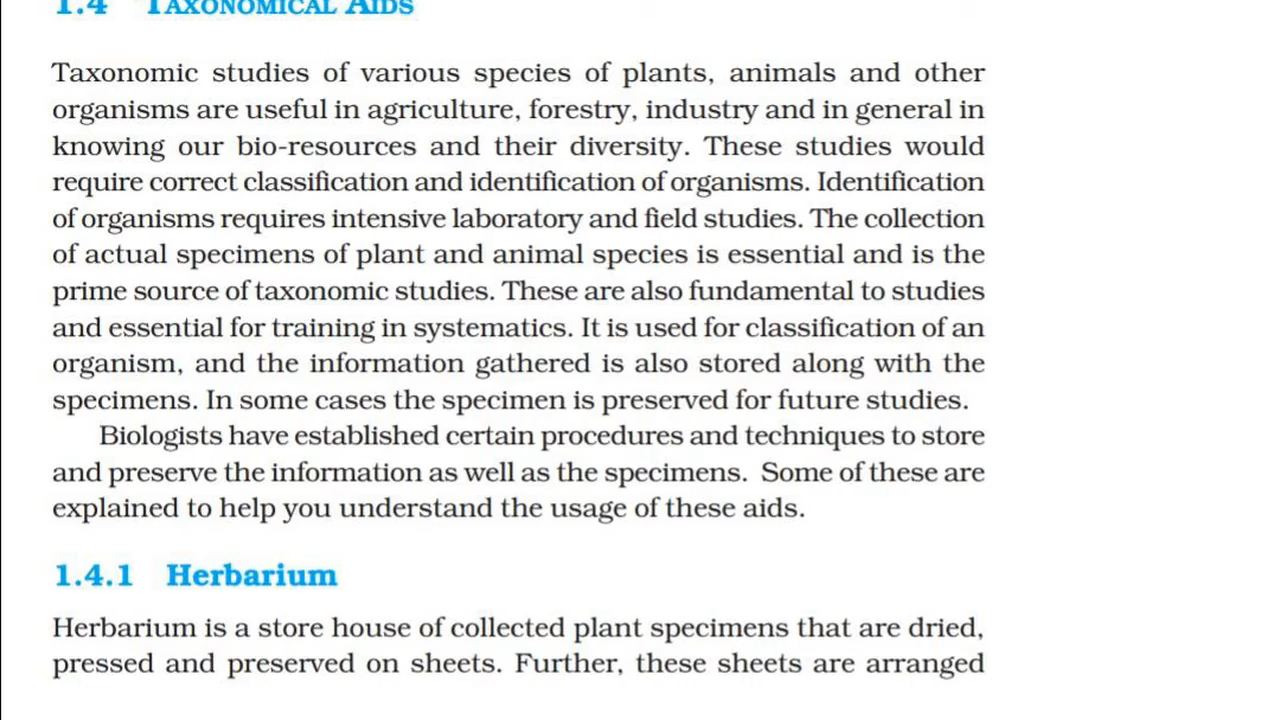 1.4 TAXONOMICAL AIDS
Taxonomic studies of various species of plants, animals and other
organisms are useful in agriculture, forestry, industry and in general in
knowing our bio-resources and their diversity. These studies would
require correct classification and identification of organisms. Identification
of organisms requires intensive laboratory and field studies. The collection
of actual specimens of plant and animal species is essential and is the
prime source of taxonomic studies. These are also fundamental to studies
and essential for training in systematics. It is used for classification of an
organism, and the information gathered is also stored along with the
specimens. In some cases the specimen is preserved for future studies.
Biologists have established certain procedures and techniques to store
and preserve the information as well as the specimens. Some of these are
explained to help you understand the usage of these aids.
1.4.1 Herbarium
Herbarium is a store house of collected plant specimens that are dried,
pressed and preserved on sheets. Further, these sheets are arranged